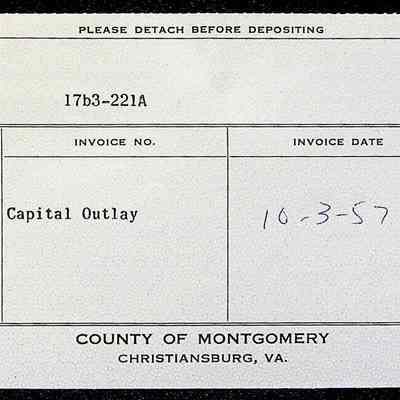 PLEASE DETACH BEFORE DEPOSITING
17b3-221A
INVOICE NO. INVOICE DATE
Capital Outlay 10-3-57
COUNTY OF MONTGOMERY
CHRISTIANSBURG, VA.